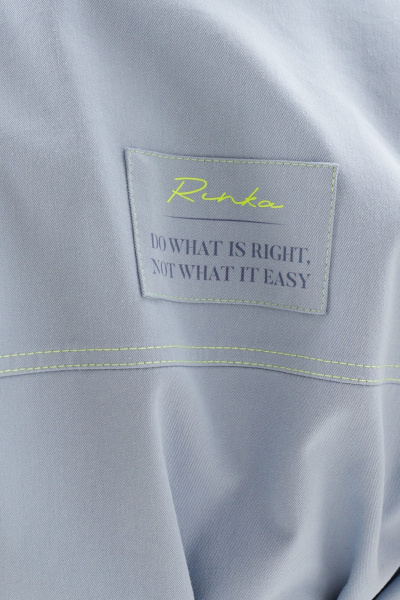 Rinka
DO WHAT IS RIGHT,
NOT WHAT IT EASY